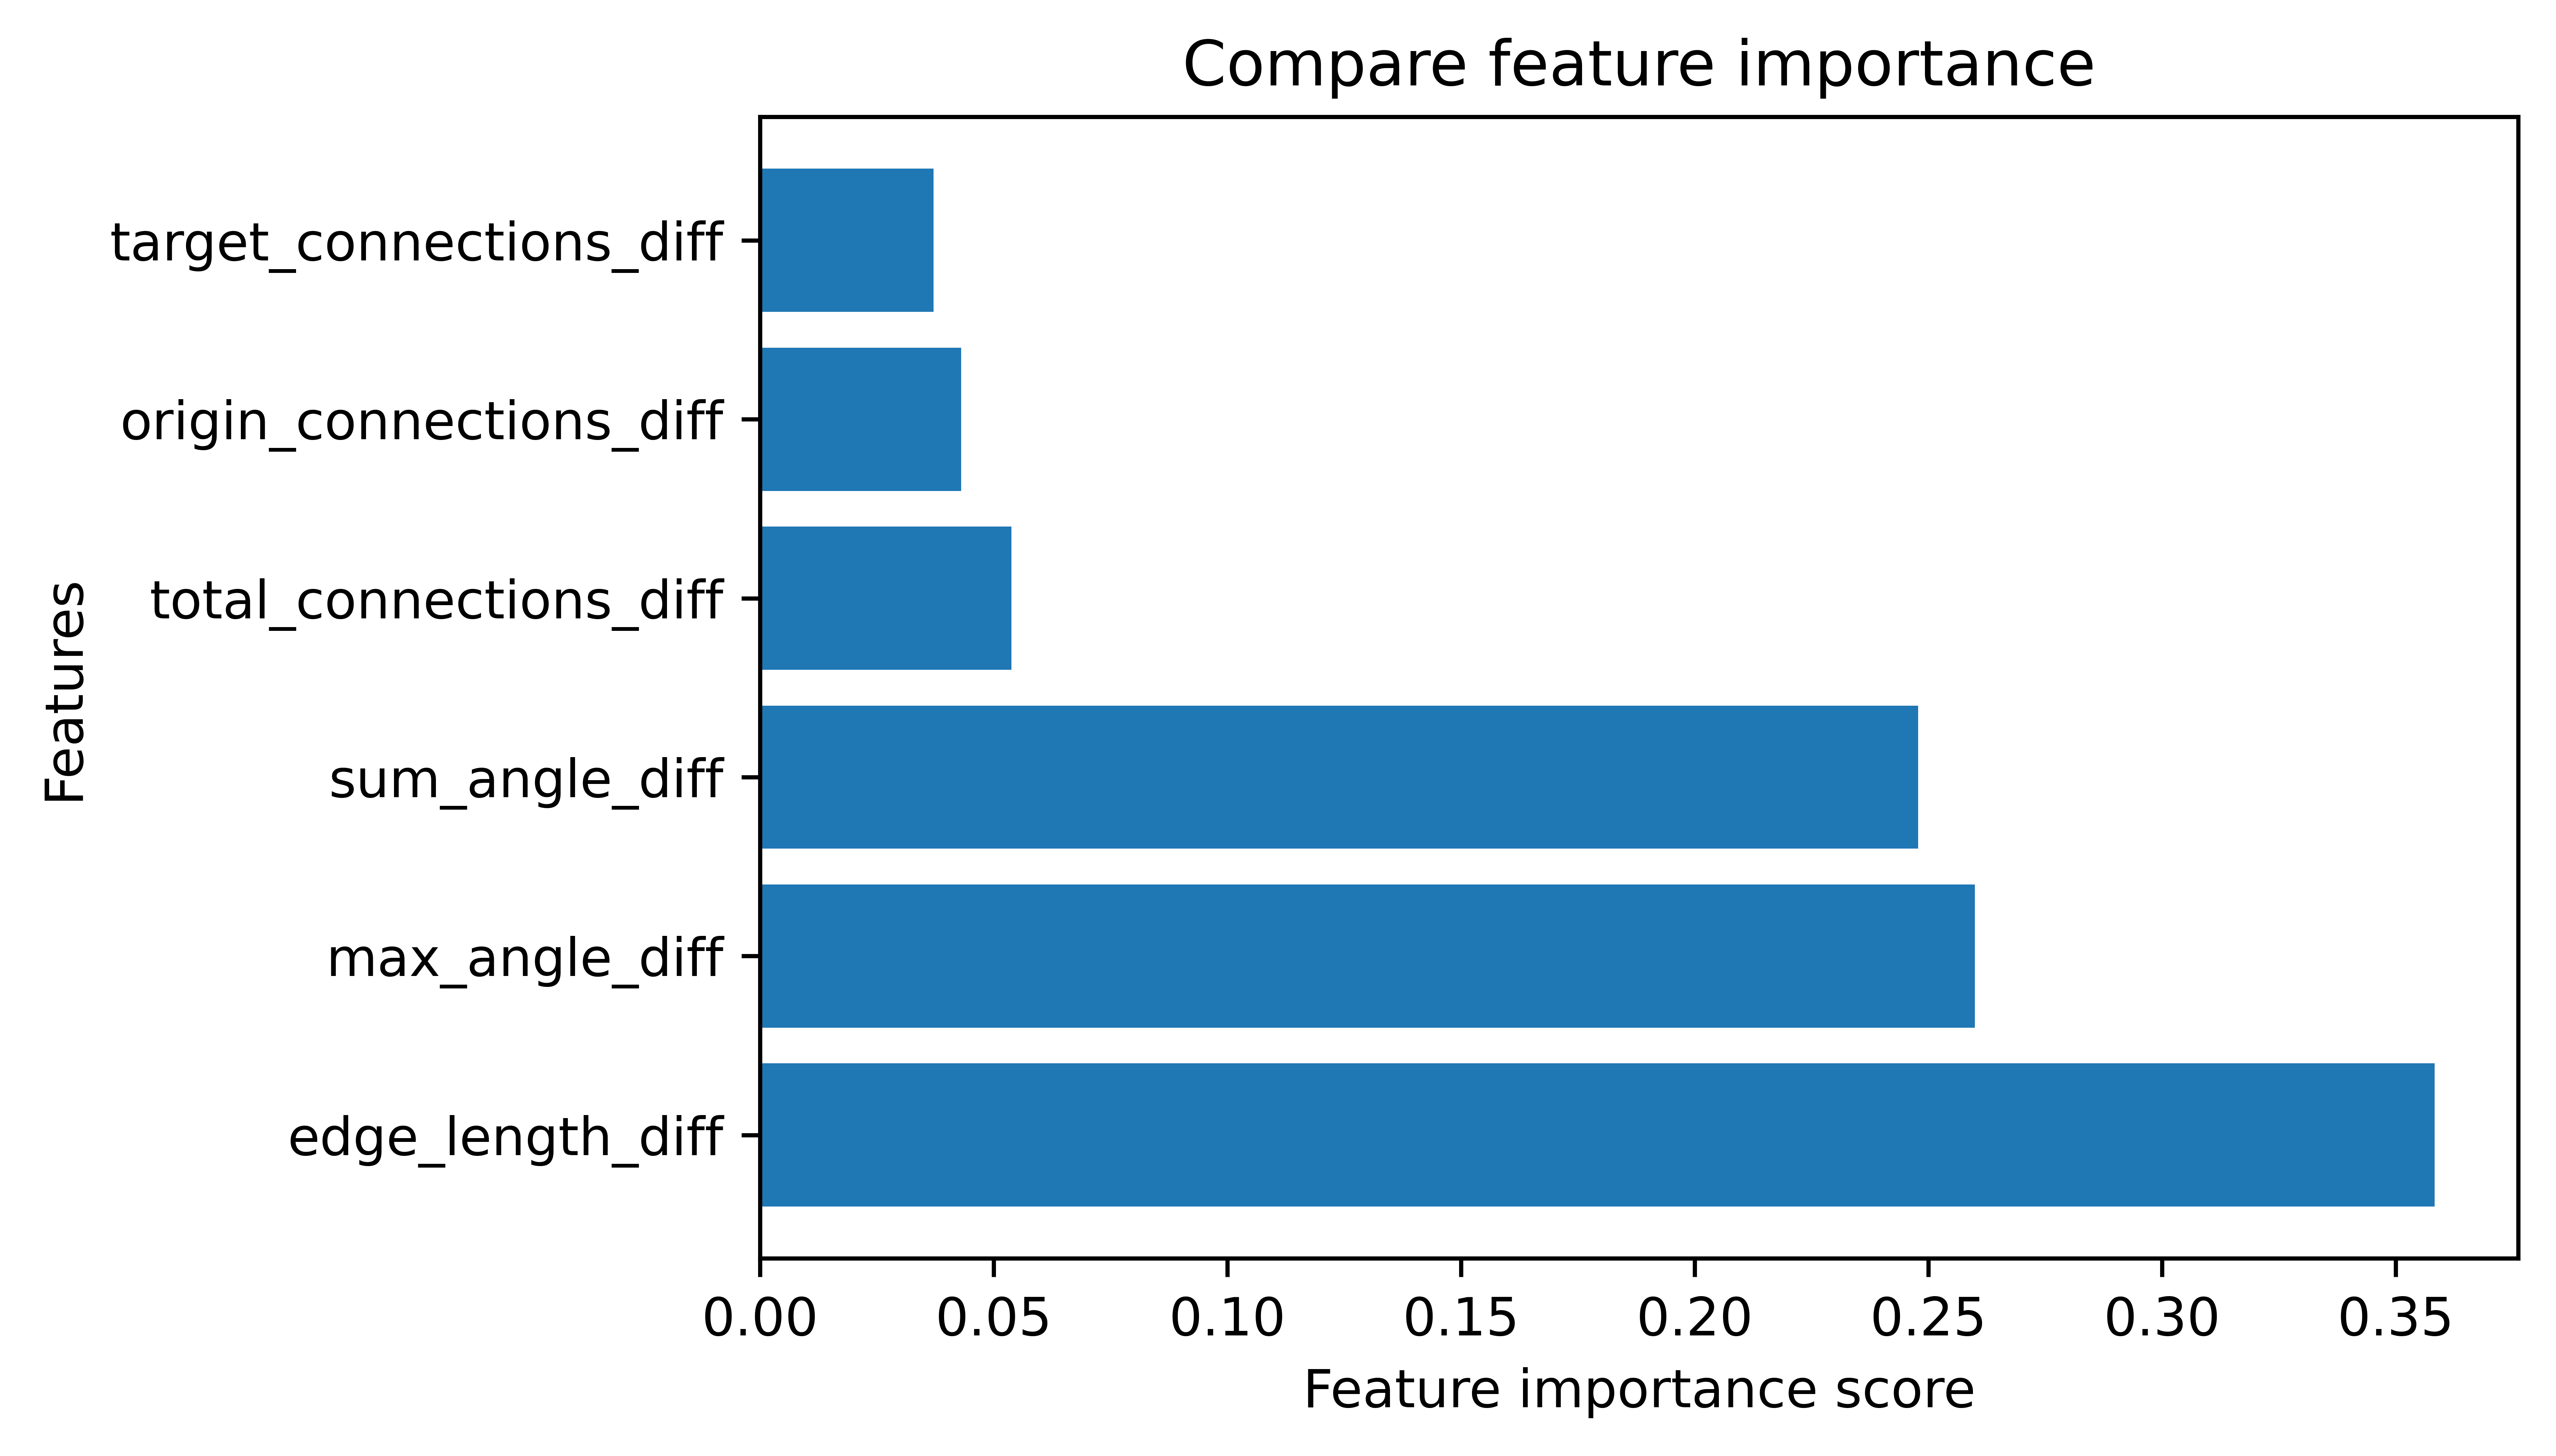 Compare feature importance
target_connections_diff
origin_connections_diff
total_connections_diff
sum_angle_diff
max_angle_diff
edge_length_diff
Features
0.00 0.05 0.10 0.15 0.20 0.25 0.30 0.35
Feature importance score